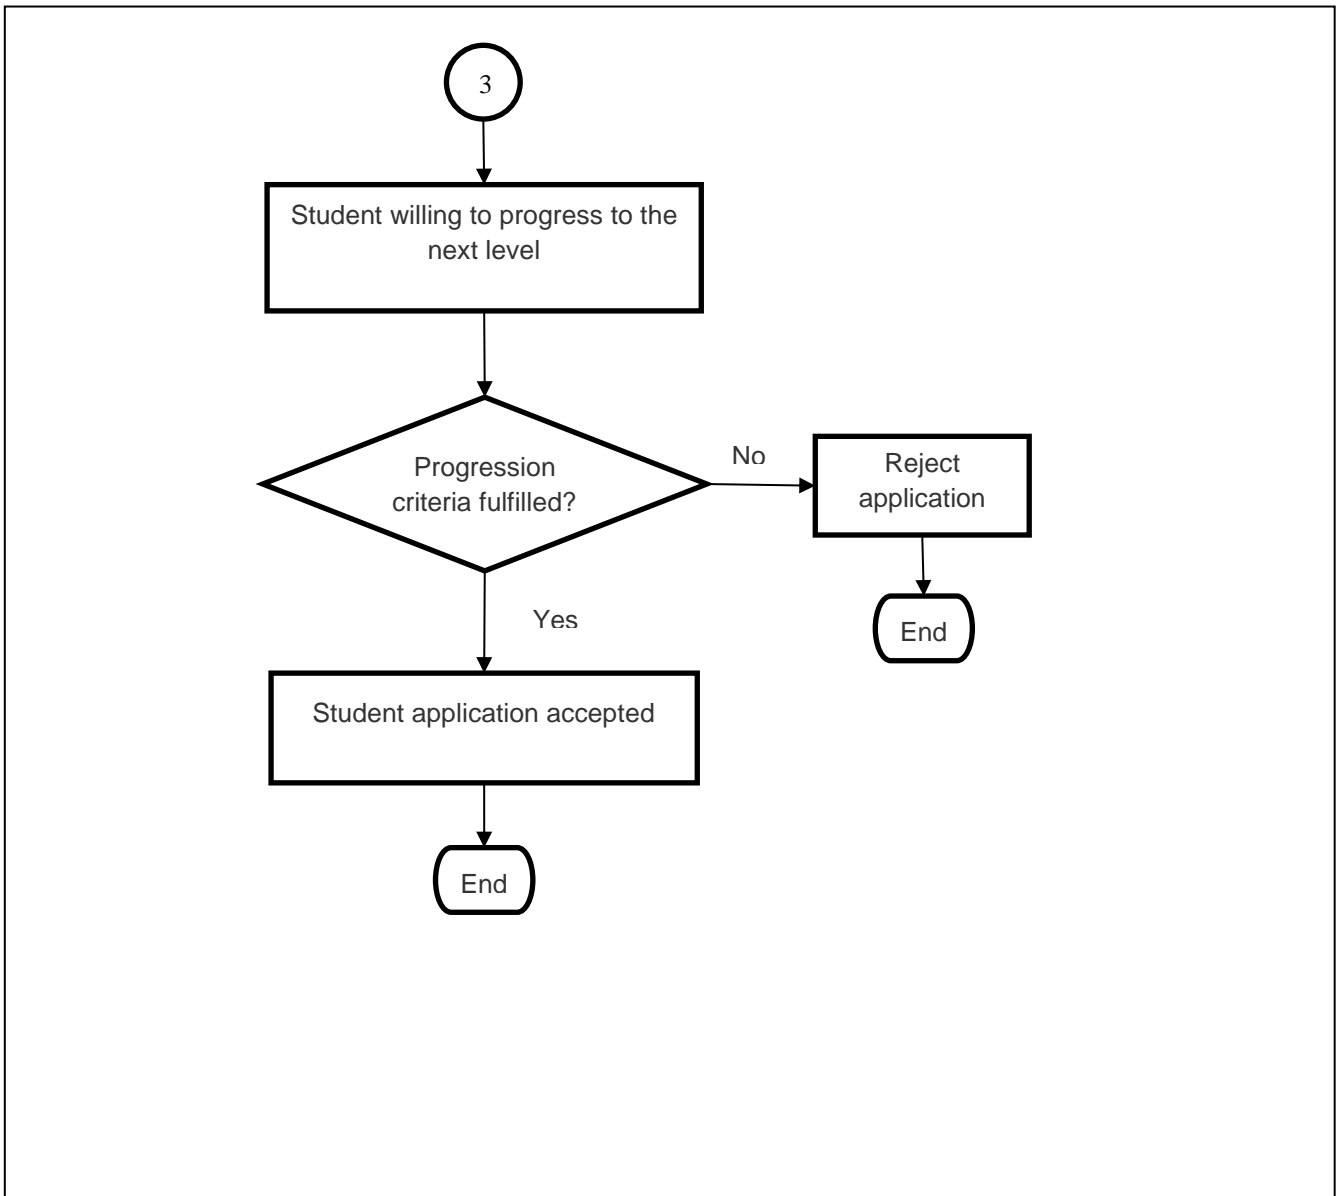 3
Student willing to progress to the
next level
Progression
criteria fulfilled?
No
Reject
application
End
Yes
Student application accepted
End